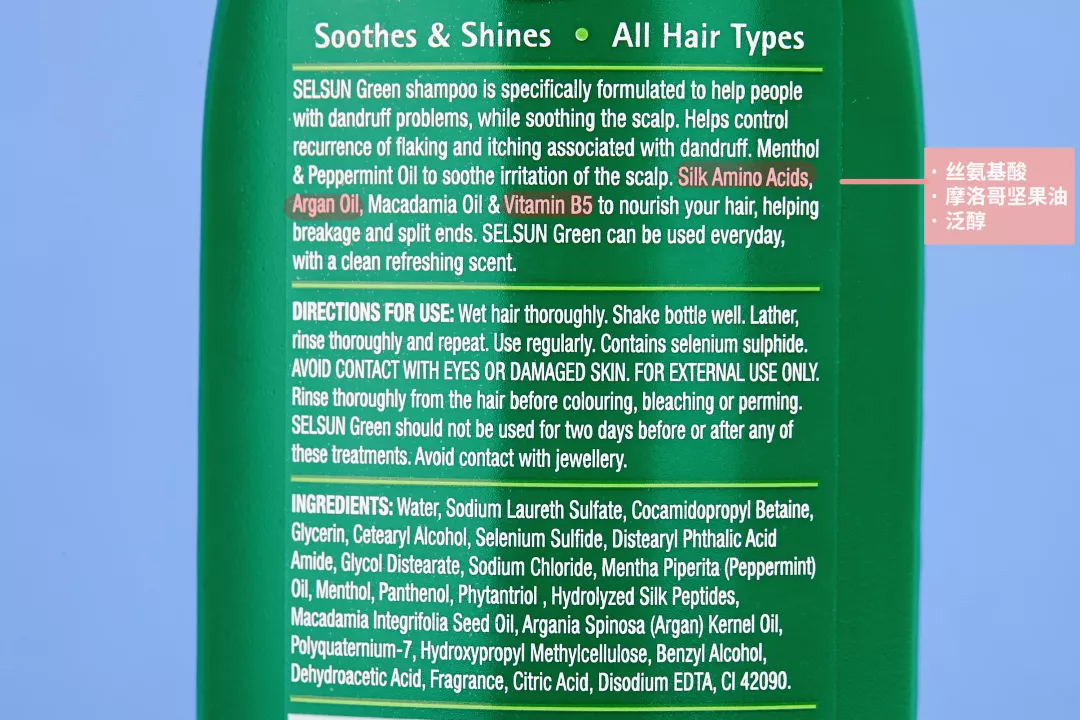 Soothes & Shines • All Hair Types
SELSUN Green shampoo is specifically formulated to help people
with dandruff problems, while soothing the scalp. Helps control
recurrence of flaking and itching associated with dandruff. Menthol
& Peppermint Oil to soothe irritation of the scalp. Silk Amino Acids,
Argan Oil, Macadamia Oil & Vitamin B5 to nourish your hair, helping
breakage and split ends. SELSUN Green can be used everyday,
with a clean refreshing scent.
· 丝氨基酸
· 摩洛哥坚果油
· 泛醇
DIRECTIONS FOR USE: Wet hair thoroughly. Shake bottle well. Lather,
rinse thoroughly and repeat. Use regularly. Contains selenium sulphide.
AVOID CONTACT WITH EYES OR DAMAGED SKIN. FOR EXTERNAL USE ONLY.
Rinse thoroughly from the hair before colouring, bleaching or perming.
SELSUN Green should not be used for two days before or after any of
these treatments. Avoid contact with jewellery.
INGREDIENTS: Water, Sodium Laureth Sulfate, Cocamidopropyl Betaine,
Glycerin, Cetearyl Alcohol, Selenium Sulfide, Distearyl Phthalic Acid
Amide, Glycol Distearate, Sodium Chloride, Mentha Piperita (Peppermint)
Oil, Menthol, Panthenol, Phytantriol , Hydrolyzed Silk Peptides,
Macadamia Integrifolia Seed Oil, Argania Spinosa (Argan) Kernel Oil,
Polyquaternium-7, Hydroxypropyl Methylcellulose, Benzyl Alcohol,
Dehydroacetic Acid, Fragrance, Citric Acid, Disodium EDTA, CI 42090.